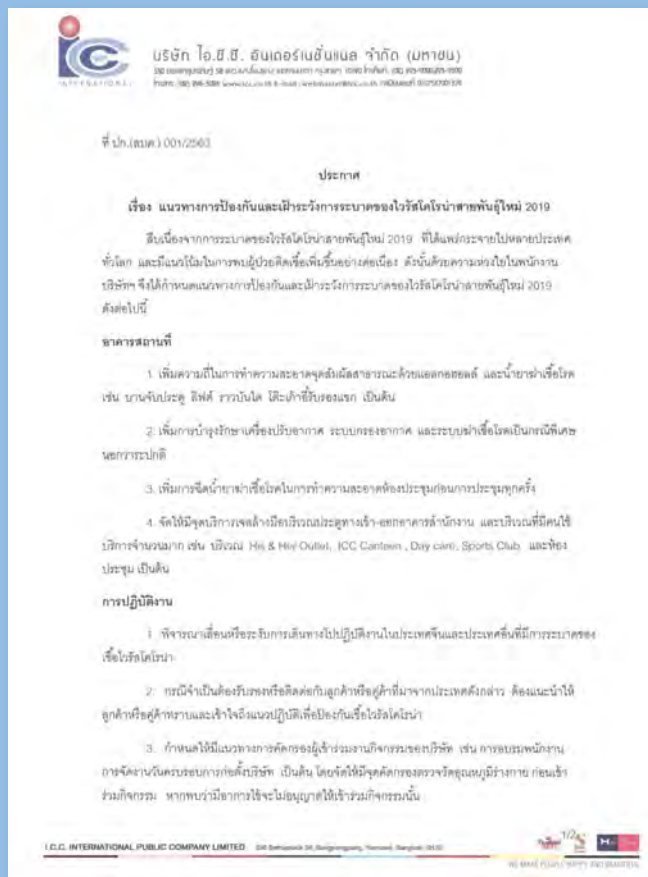 ICC
INTERNATIONAL
บริษัท ไอ.ซี.ซี. อินเตอร์เนชั่นแนล จำกัด (มหาชน)
ที่ ปก.(สบค.) 001/2563
ประกาศ
เรื่อง แนวทางการป้องกันและเฝ้าระวังการระบาดของไวรัสโคโรน่าสายพันธุ์ใหม่ 2019
สืบเนื่องจากการระบาดของไวรัสโคโรน่าสายพันธุ์ใหม่ 2019 ที่ได้แพร่กระจายไปหลายประเทศ
ทั่วโลก และมีแนวโน้มในการพบผู้ป่วยติดเชื้อเพิ่มขึ้นอย่างต่อเนื่อง ดังนั้นด้วยความห่วงใยในพนักงาน
บริษัทฯ จึงได้กำหนดแนวทางการป้องกันและเฝ้าระวังการระบาดของไวรัสโคโรน่าสายพันธุ์ใหม่ 2019
ดังต่อไปนี้
อาคารสถานที่
1. เพิ่มความถี่ในการทำความสะอาดจุดสัมผัสสาธารณะด้วยแอลกอฮอลล์ และน้ำยาฆ่าเชื้อโรค
เช่น บานจับประตู ลิฟต์ ราวบันได โต๊ะเก้าอี้รับรองแขก เป็นต้น
2. เพิ่มการบำรุงรักษาเครื่องปรับอากาศ ระบบกรองอากาศ และระบบฆ่าเชื้อโรคเป็นกรณีพิเศษ
นอกวาระปกติ
3. เพิ่มการฉีดน้ำยาฆ่าเชื้อโรคในการทำความสะอาดห้องประชุมก่อนการประชุมทุกครั้ง
4. จัดให้มีจุดบริการเจลล้างมือบริเวณประตูทางเข้า-ออกอาคารสำนักงาน และบริเวณที่มีคนใช้
บริการจำนวนมาก เช่น บริเวณ His & Her Outlet, ICC Canteen , Day care, Sports Club และห้อง
ประชุม เป็นต้น
การปฏิบัติงาน
1. พิจารณาเลื่อนหรือระงับการเดินทางไปปฏิบัติงานในประเทศจีนและประเทศอื่นที่มีการระบาดของ
เชื้อไวรัสโคโรน่า
2. กรณีจำเป็นต้องรับรองหรือติดต่อกับลูกค้าหรือคู่ค้าที่มาจากประเทศดังกล่าว ต้องแนะนำให้
ลูกค้าหรือคู่ค้าทราบและเข้าใจถึงแนวปฏิบัติเพื่อป้องกันเชื้อไวรัสโคโรน่า
3. กำหนดให้มีแนวทางการคัดกรองผู้เข้าร่วมงานกิจกรรมของบริษัท เช่น การอบรมพนักงาน
การจัดงานวันครบรอบการก่อตั้งบริษัท เป็นต้น โดยจัดให้มีจุดคัดกรองตรวจวัดอุณหภูมิร่างกาย ก่อนเข้า
ร่วมกิจกรรม หากพบว่ามีอาการไข้จะไม่อนุญาตให้เข้าร่วมกิจกรรมนั้น
1/2
I.C.C. INTERNATIONAL PUBLIC COMPANY LIMITED
WE MAKE PEOPLE HAPPY AND BEAUTIFUL